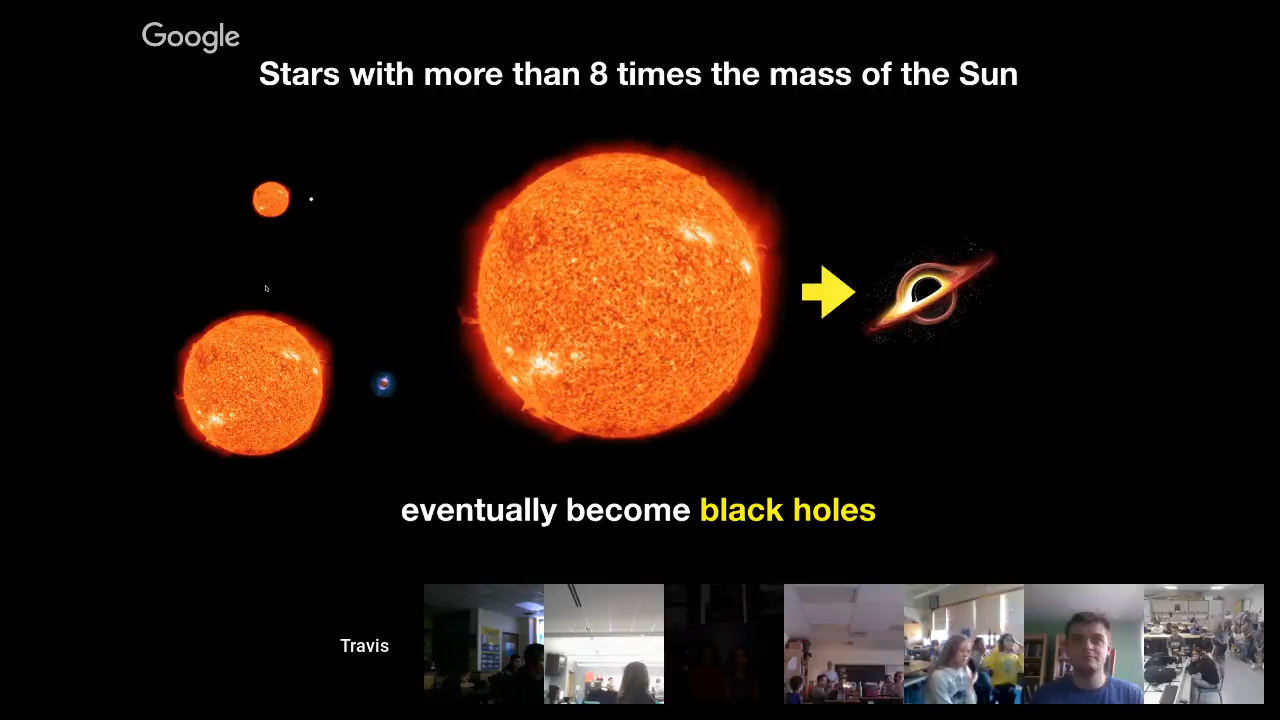 Google
Stars with more than 8 times the mass of the Sun
eventually become black holes
Travis